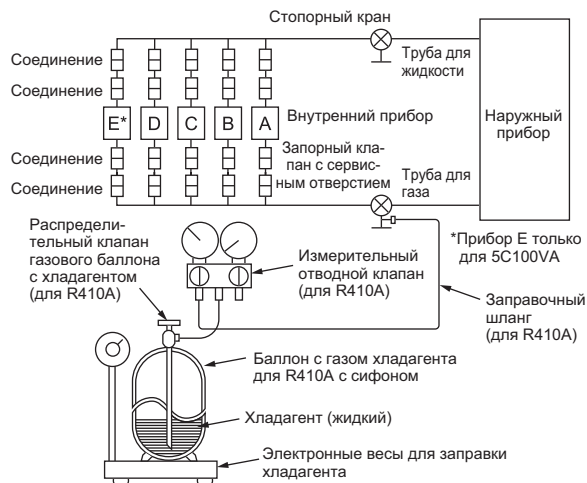 Стопорный кран
Соединение
Соединение
Труба для
жидкости
E*
D
C
B
A
Внутренний прибор
Наружный
прибор
Соединение
Соединение
Запорный кла-
пан с сервис-
ным отверстием
Труба для
газа
Распредели-
тельный клапан
газового баллона
с хладагентом
(для R410A)
Измерительный
отводной клапан
(для R410A)
*Прибор E только
для 5C100VA
Заправочный
шланг
(для R410A)
Баллон с газом хладагента
для R410A с сифоном
Хладагент (жидкий)
Электронные весы для заправки
хладагента